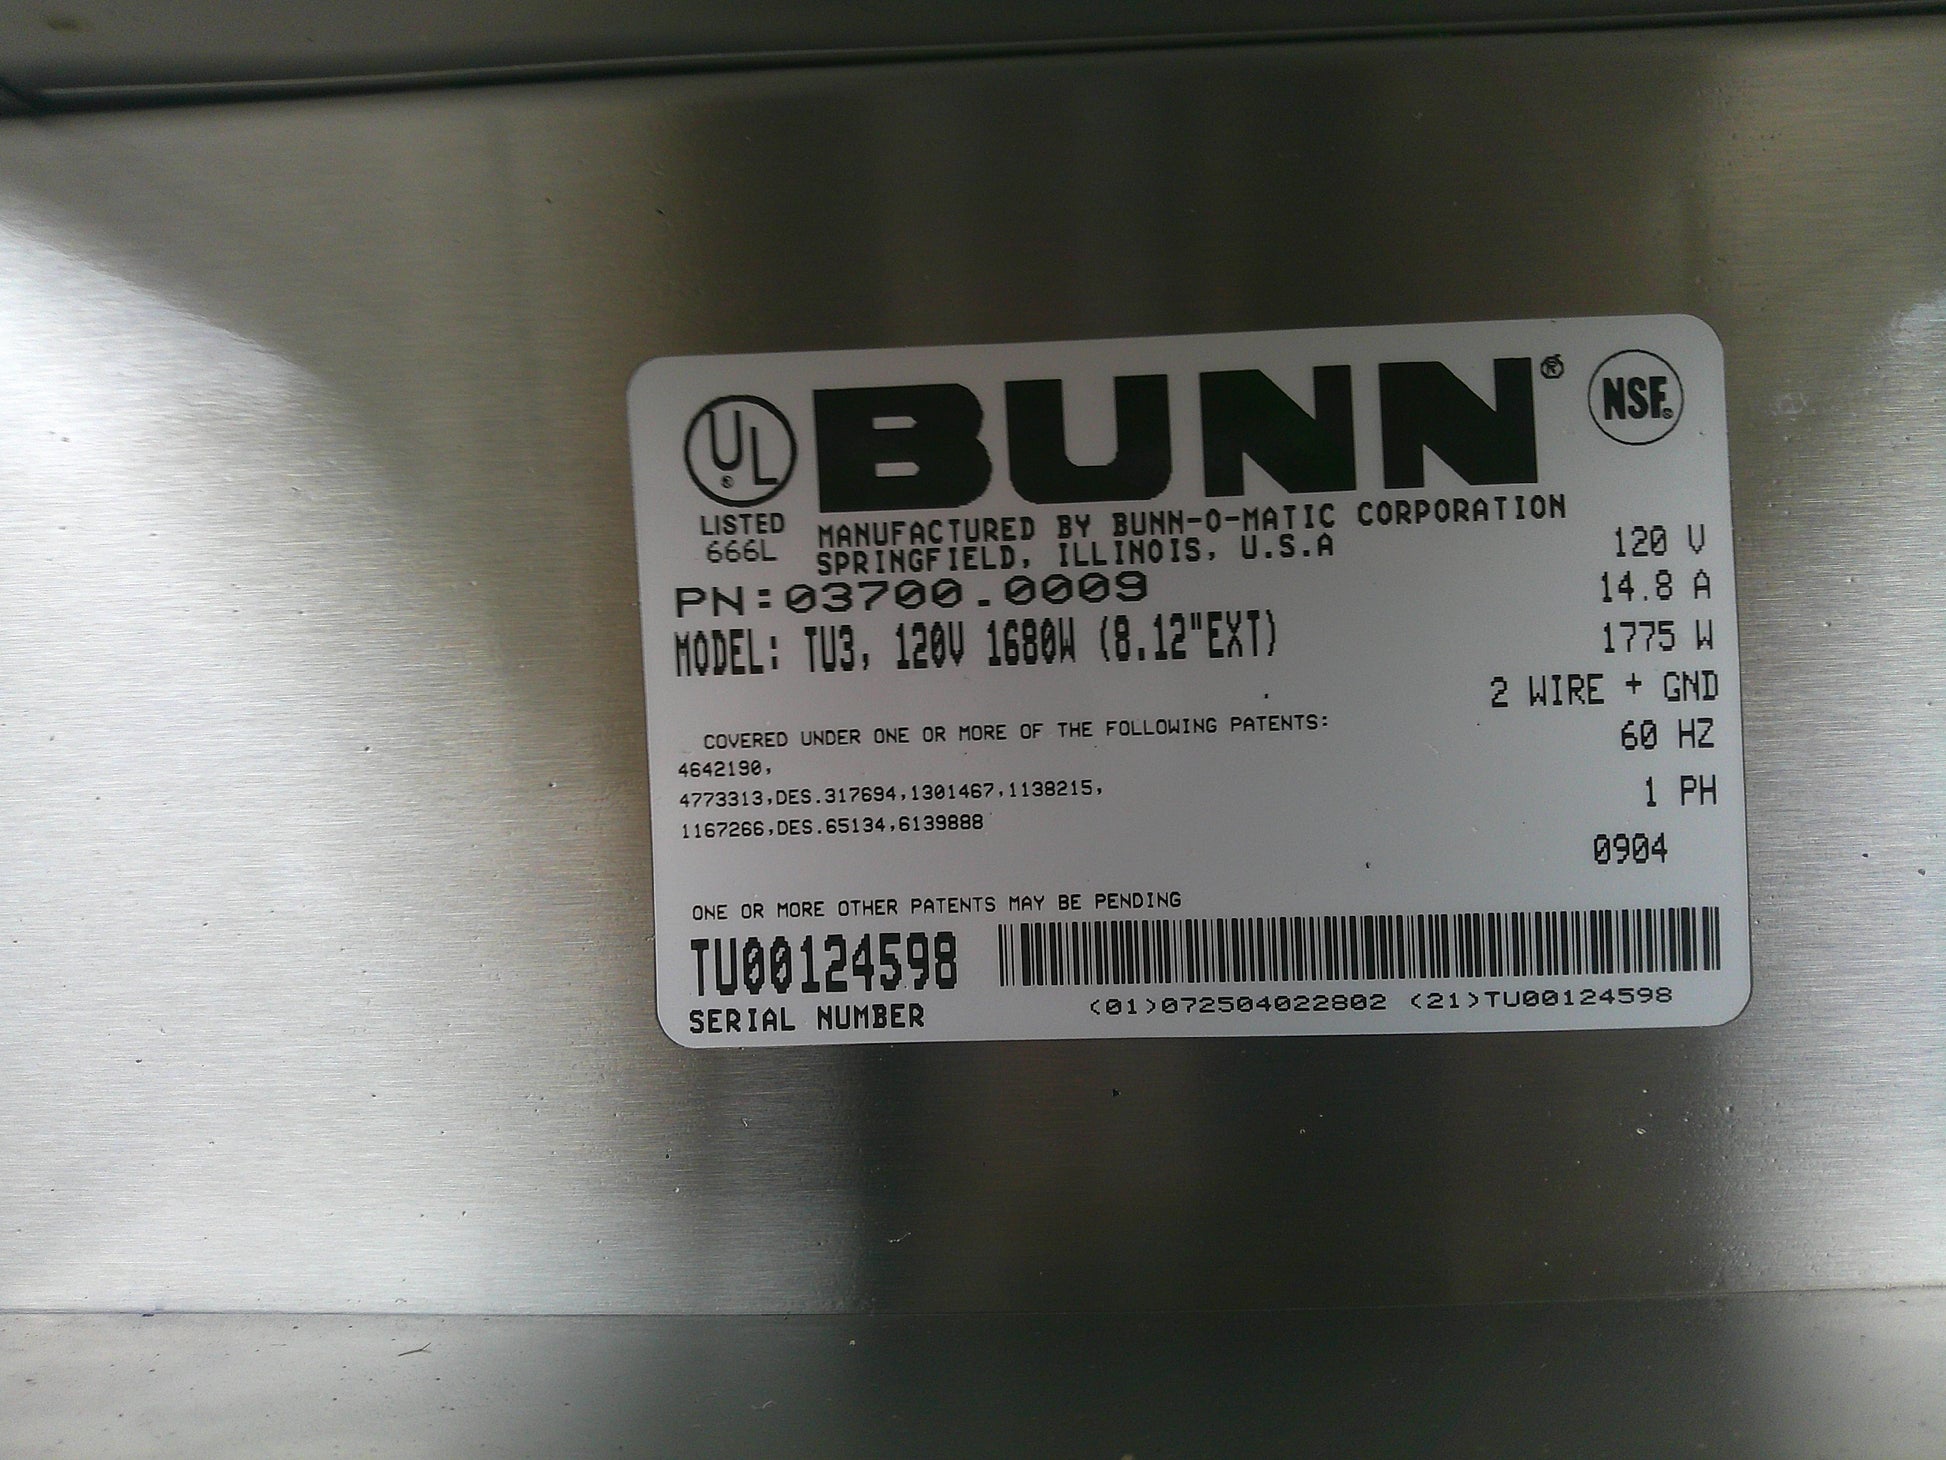 UL
®
LISTED
666L
BUNN®
NSF®
MANUFACTURED BY BUNN-O-MATIC CORPORATION
SPRINGFIELD, ILLINOIS, U.S.A
PN:03700.0009
MODEL: TU3, 120V 1680W (8.12"EXT)
120 V
14.8 A
1775 W
2 WIRE + GND
60 HZ
1 PH
0904
COVERED UNDER ONE OR MORE OF THE FOLLOWING PATENTS:
4642190,
4773313,DES.317694,1301467,1138215,
1167266,DES.65134,6139888
ONE OR MORE OTHER PATENTS MAY BE PENDING
TU00124598
SERIAL NUMBER
(01)072504022802 (21)TU00124598